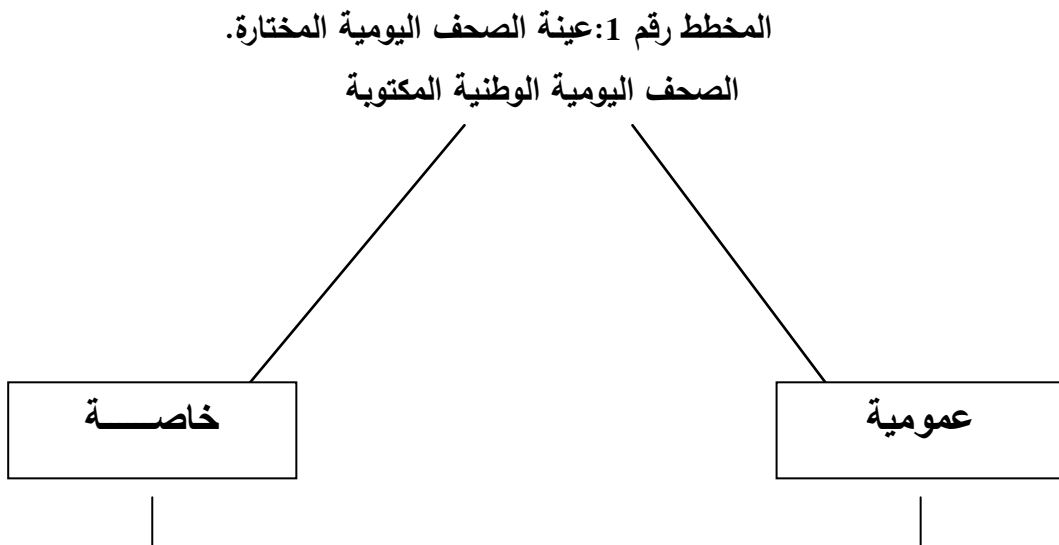 المخطط رقم 1:عينة الصحف اليومية المختارة.
الصحف اليومية الوطنية المكتوبة
عمومية
خاصـــــة